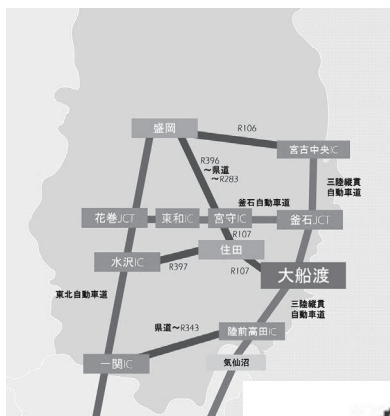 盛岡
R106
宮古中央IC
R396
〜県道
〜R283
三陸縦貫
自動車道
釜石自動車道
花巻JCT
東和IC
宮守IC
釜石JCT
R107
住田
水沢IC
R397
R107
大船渡
東北自動車道
三陸縦貫
自動車道
県道〜R343
陸前高田IC
一関IC
気仙沼